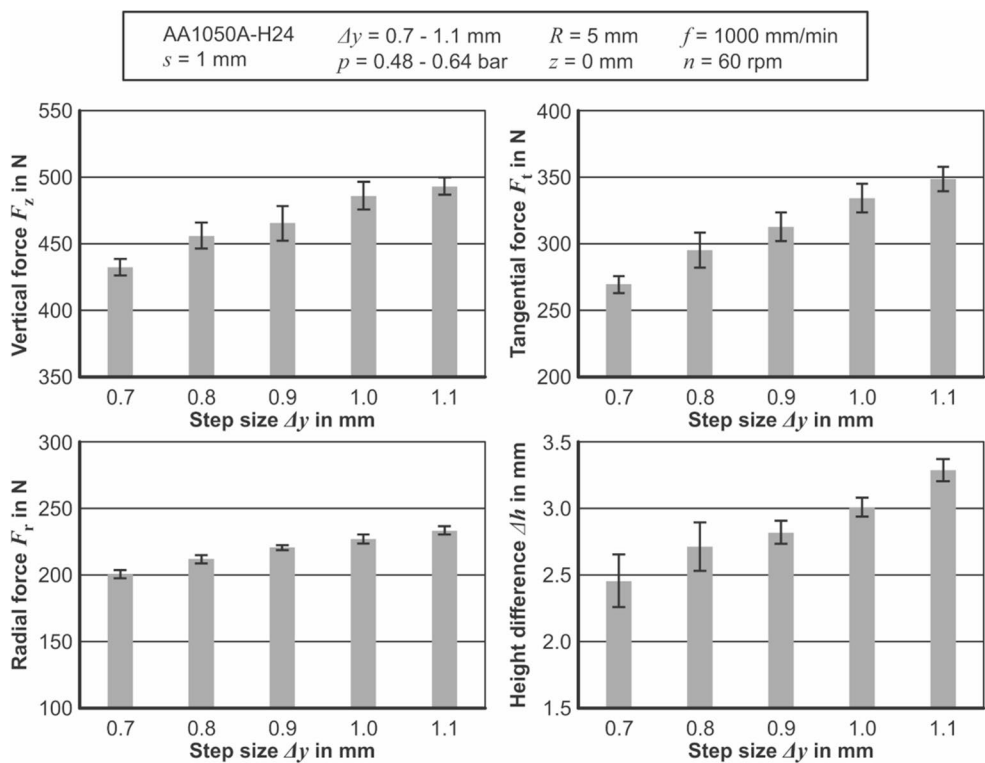 AA1050A-H24 Δy = 0.7 - 1.1 mm R = 5 mm f = 1000 mm/min
s = 1 mm p = 0.48 - 0.64 bar z = 0 mm n = 60 rpm
Vertical force Fz in N
550
500
450
400
350
0.7 0.8 0.9 1.0 1.1
Step size Δy in mm
Tangential force Ft in N
400
350
300
250
200
0.7 0.8 0.9 1.0 1.1
Step size Δy in mm
Radial force Fr in N
300
250
200
150
100
0.7 0.8 0.9 1.0 1.1
Step size Δy in mm
Height difference Δh in mm
3.5
3.0
2.5
2.0
1.5
0.7 0.8 0.9 1.0 1.1
Step size Δy in mm